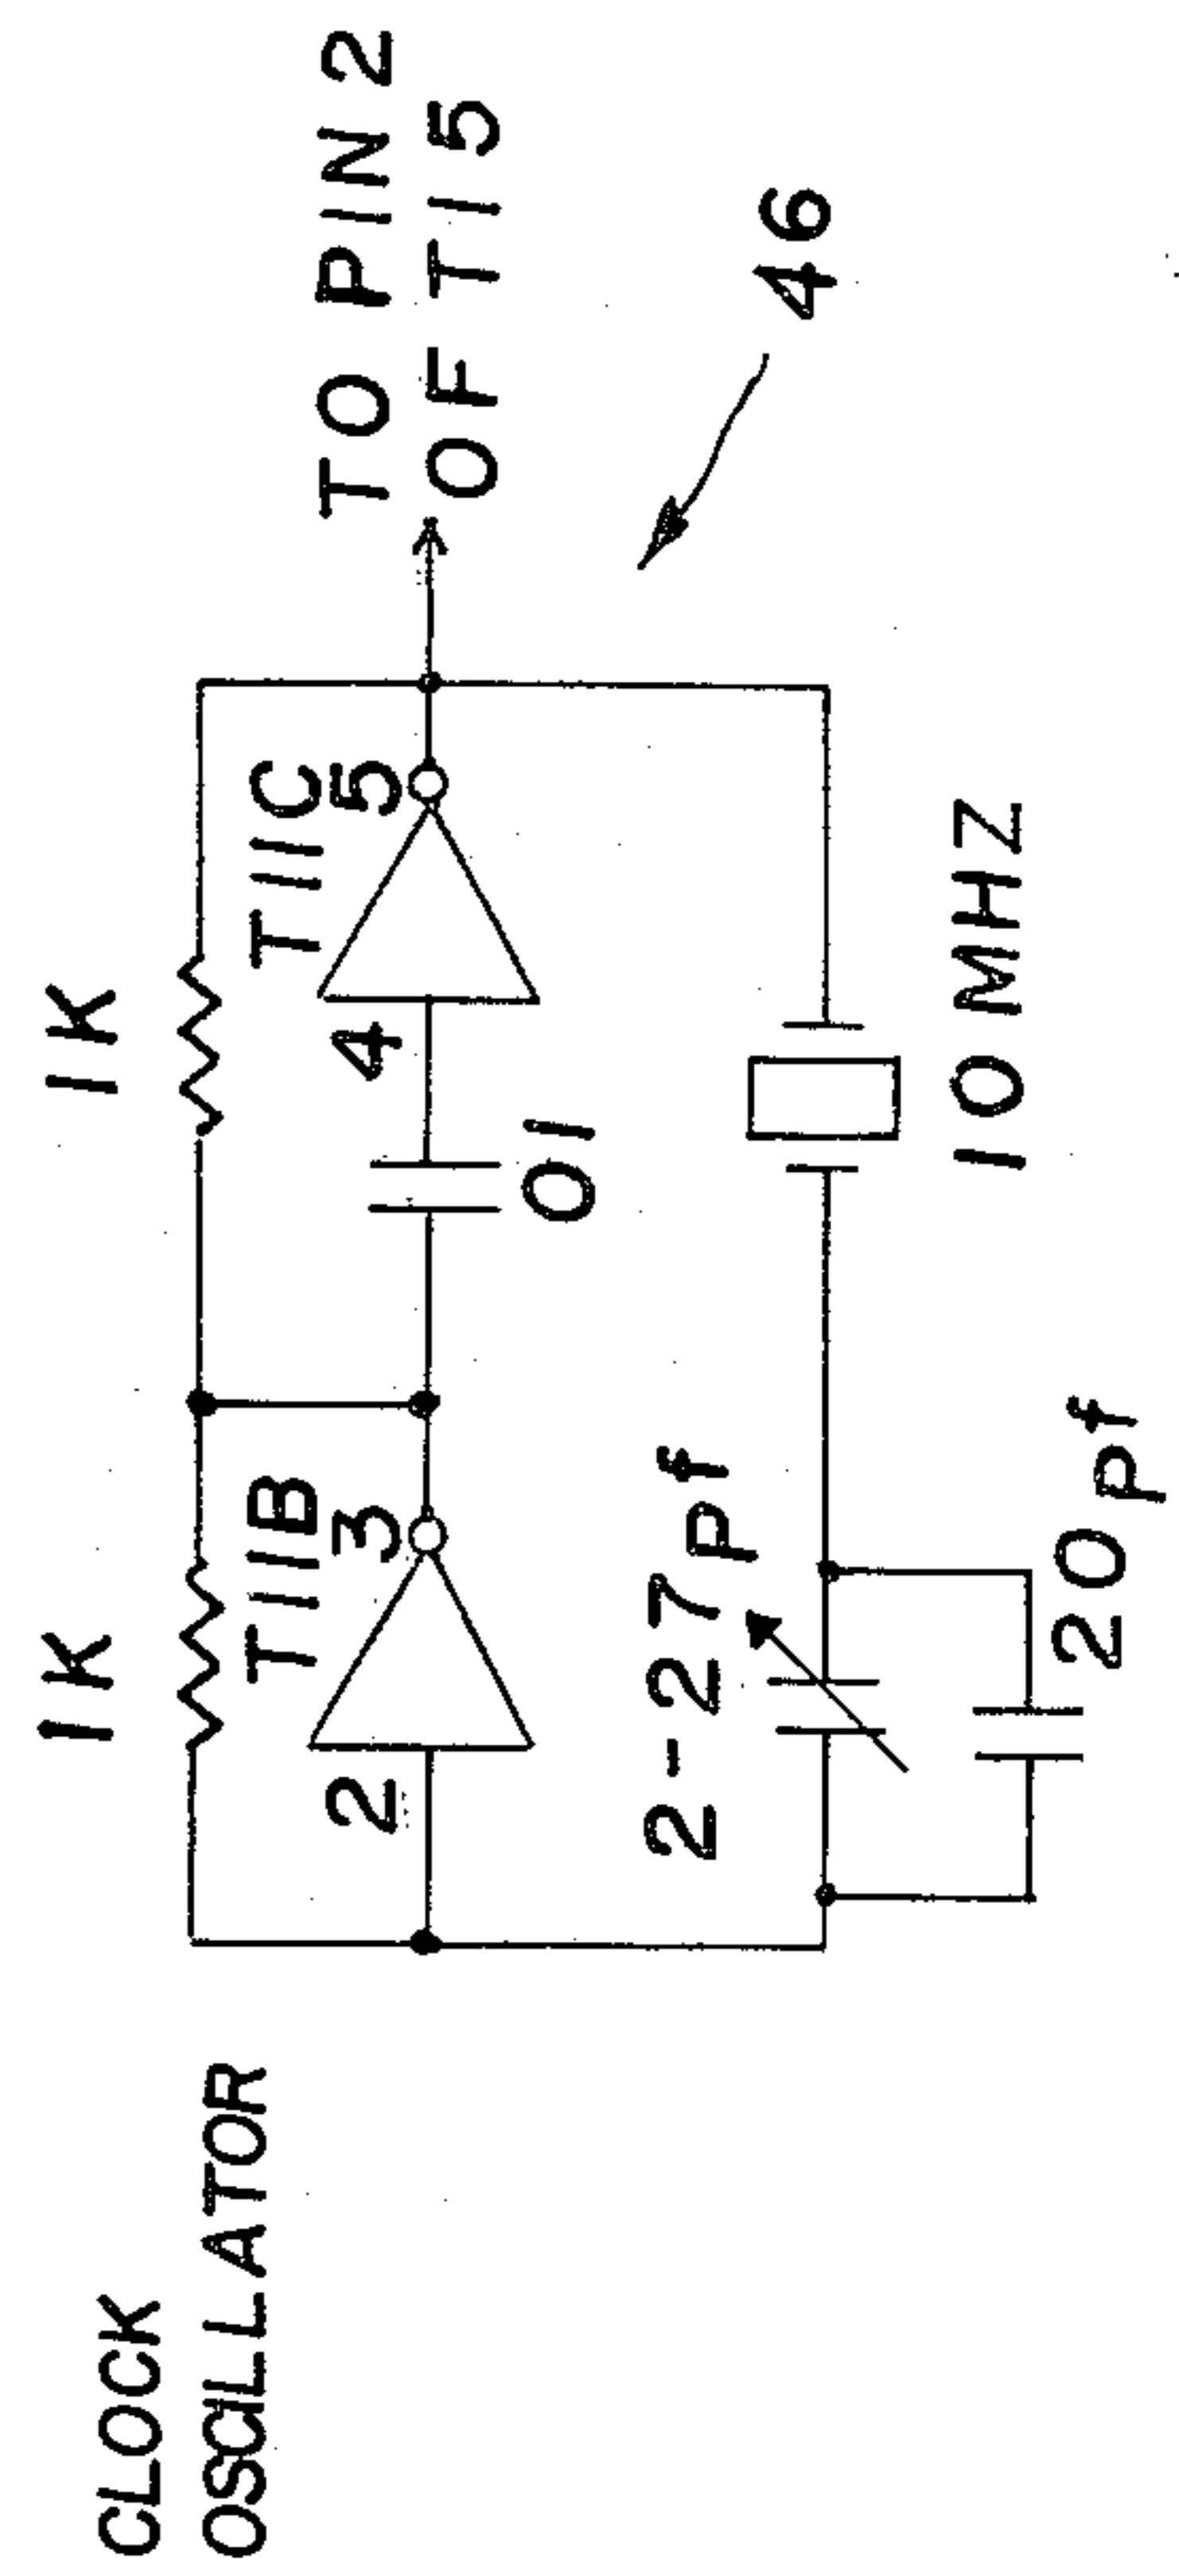 CLOCK
OSCILLATOR
1K
1K
T11B
T11C
2
3
4
5
01
TO PIN 2
OF T15
2-27pf
20pf
10 MHZ
46